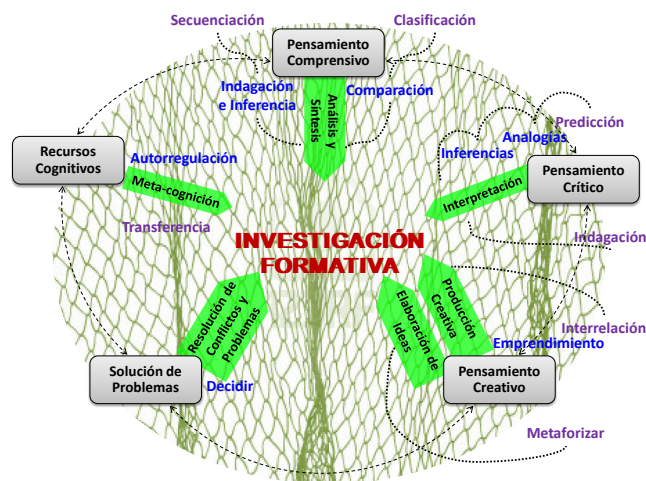 Secuenciación
Clasificación
Pensamiento
Comprensivo
Indagación
e Inferencia
Análisis y
Síntesis
Comparación
Predicción
Analogías
Inferencias
Recursos
Cognitivos
Autorregulación
Meta-cognición
Transferencia
Pensamiento
Crítico
Interpretación
Indagación
INVESTIGACIÓN
FORMATIVA
Resolución de
Conflictos y
Problemas
Elaboración de
Ideas
Producción
Creativa
Interrelación
Emprendimiento
Solución de
Problemas
Decidir
Pensamiento
Creativo
Metaforizar